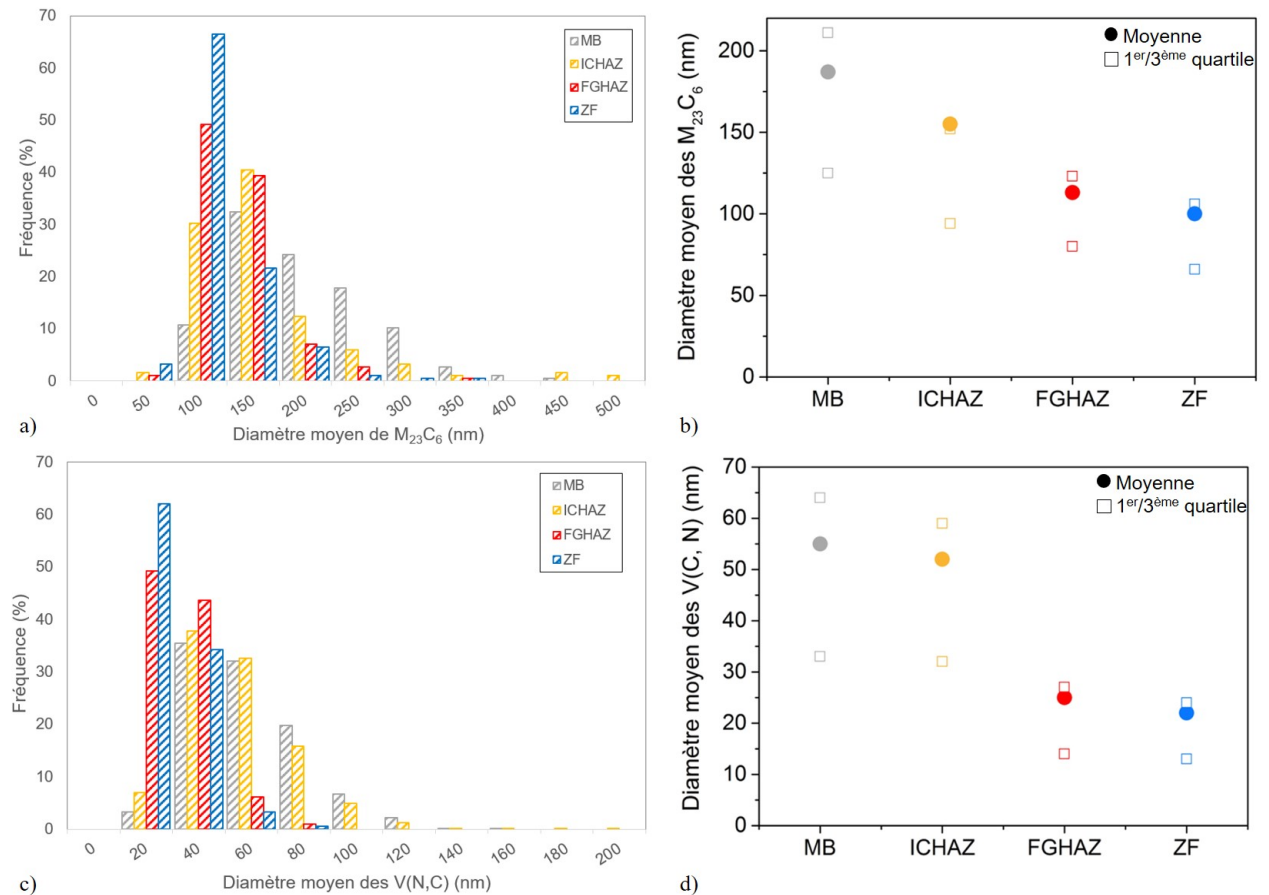 70
60
50
40
30
20
10
0
Fréquence (%)
MB
ICHAZ
FGHAZ
ZF
0 50 100 150 200 250 300 350 400 450 500
Diamètre moyen de M₂₃C₆ (nm)
a)
200
150
100
50
0
Diamètre moyen des M₂₃C₆ (nm)
Moyenne
1er/3ème quartile
MB ICHAZ FGHAZ ZF
b)
70
60
50
40
30
20
10
0
Fréquence (%)
MB
ICHAZ
FGHAZ
ZF
0 20 40 60 80 100 120 140 160 180 200
Diamètre moyen des V(N,C) (nm)
c)
70
60
50
40
30
20
10
0
Diamètre moyen des V(C, N) (nm)
Moyenne
1er/3ème quartile
MB ICHAZ FGHAZ ZF
d)